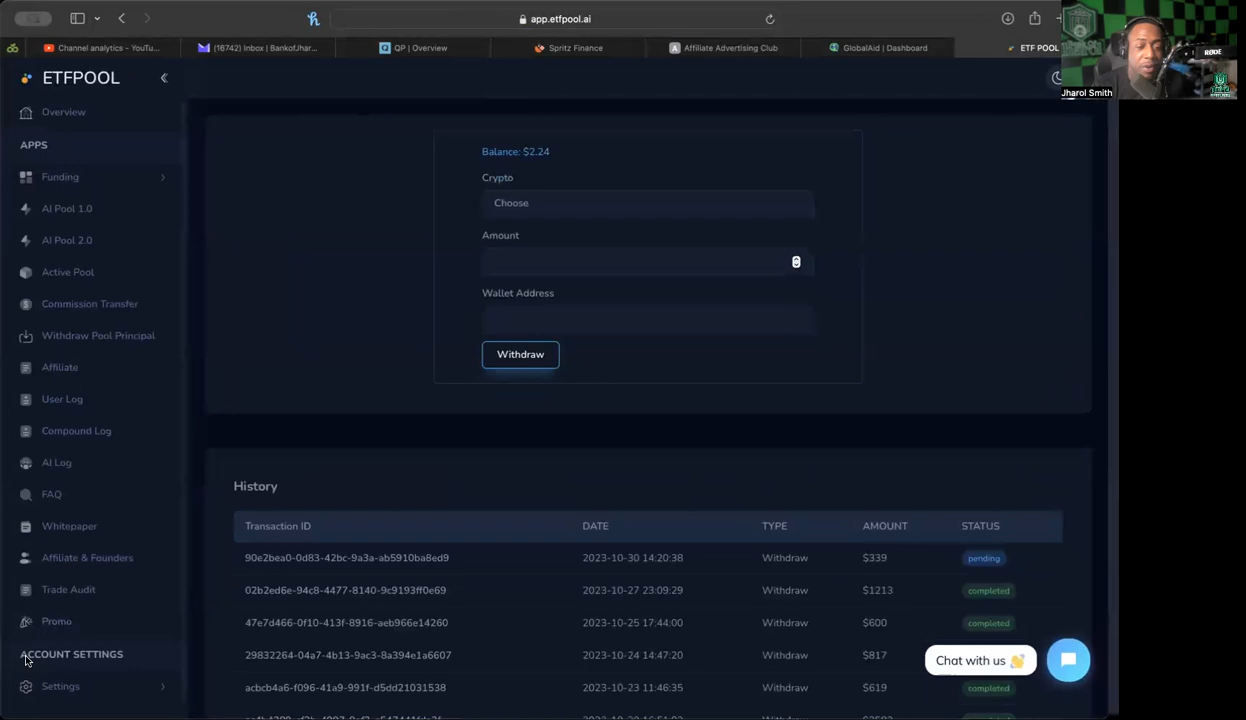 app.etfpool.ai
Channel analytics - YouTu...
(16742) Inbox | BankofJhar...
QP | Overview
Spritz Finance
Affiliate Advertising Club
GlobalAid | Dashboard
ETF POOL
RODE
Jharol Smith
ETFPOOL
Overview
APPS
Funding
AI Pool 1.0
AI Pool 2.0
Active Pool
Commission Transfer
Withdraw Pool Principal
Affiliate
User Log
Compound Log
AI Log
FAQ
Whitepaper
Affiliate & Founders
Trade Audit
Promo
ACCOUNT SETTINGS
Settings
Balance: $2.24
Crypto
Choose
Amount
Wallet Address
Withdraw
History
Transaction ID DATE TYPE AMOUNT STATUS
90e2bea0-0d83-42bc-9a3a-ab5910ba8ed9 2023-10-30 14:20:38 Withdraw $339 pending
02b2ed6e-94c8-4477-8140-9c9193ff0e69 2023-10-27 23:09:29 Withdraw $1213 completed
47e7d466-0f10-413f-8916-aeb966e14260 2023-10-25 17:44:00 Withdraw $600 completed
29832264-04a7-4b13-9ac3-8a394e1a6607 2023-10-24 14:47:20 Withdraw $817
acbcb4a6-f096-41a9-991f-d5dd21031538 2023-10-23 11:46:35 Withdraw $619 completed
Chat with us 👋